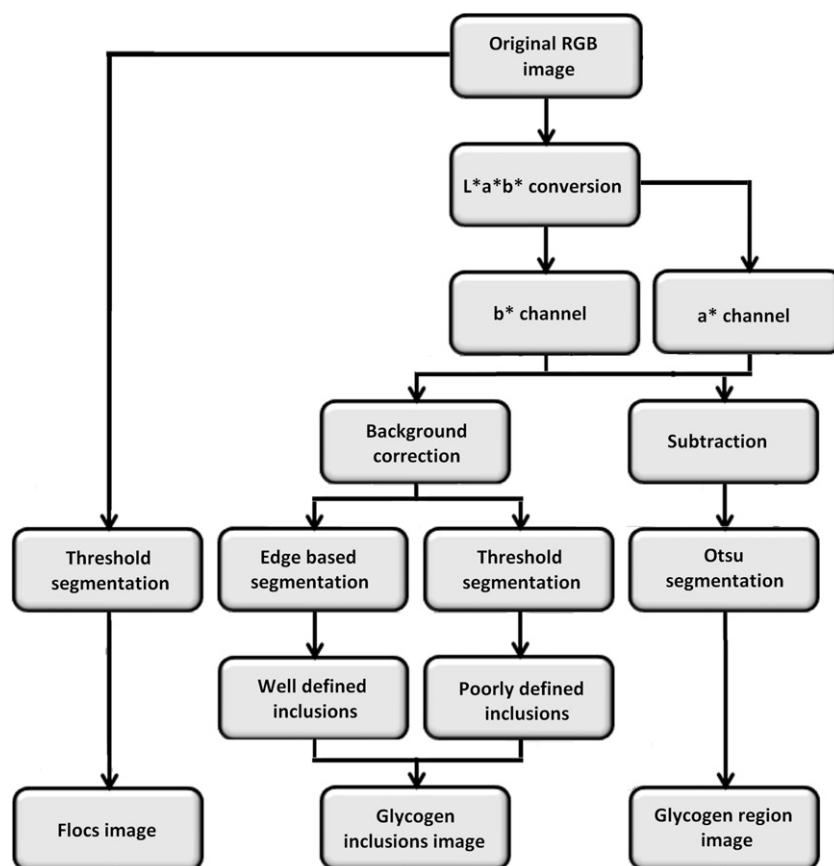 Original RGB
image
L*a*b* conversion
b* channel
a* channel
Background
correction
Subtraction
Threshold
segmentation
Edge based
segmentation
Threshold
segmentation
Otsu
segmentation
Well defined
inclusions
Poorly defined
inclusions
Flocs image
Glycogen
inclusions image
Glycogen region
image